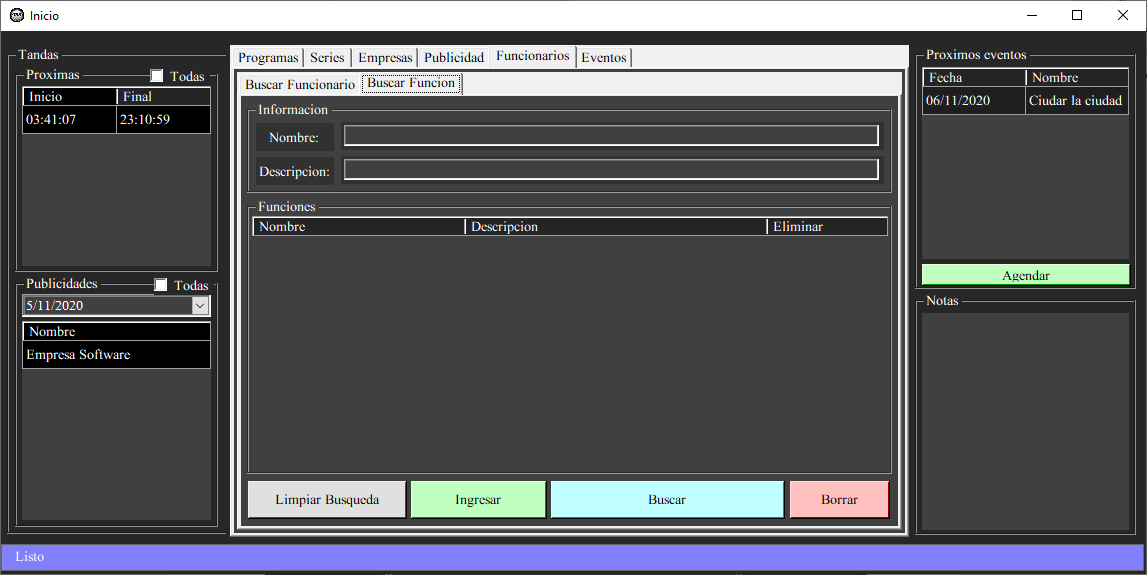 Inicio
Tandas
Proximas Todas
Inicio Final
03:41:07 23:10:59
Publicidades Todas
5/11/2020
Nombre
Empresa Software
Programas Series Empresas Publicidad Funcionarios Eventos
Buscar Funcionario Buscar Funcion
Informacion
Nombre:
Descripcion:
Funciones
Nombre Descripcion Eliminar
Limpiar Busqueda Ingresar Buscar Borrar
Proximos eventos
Fecha Nombre
06/11/2020 Ciudar la ciudad
Agendar
Notas
Listo